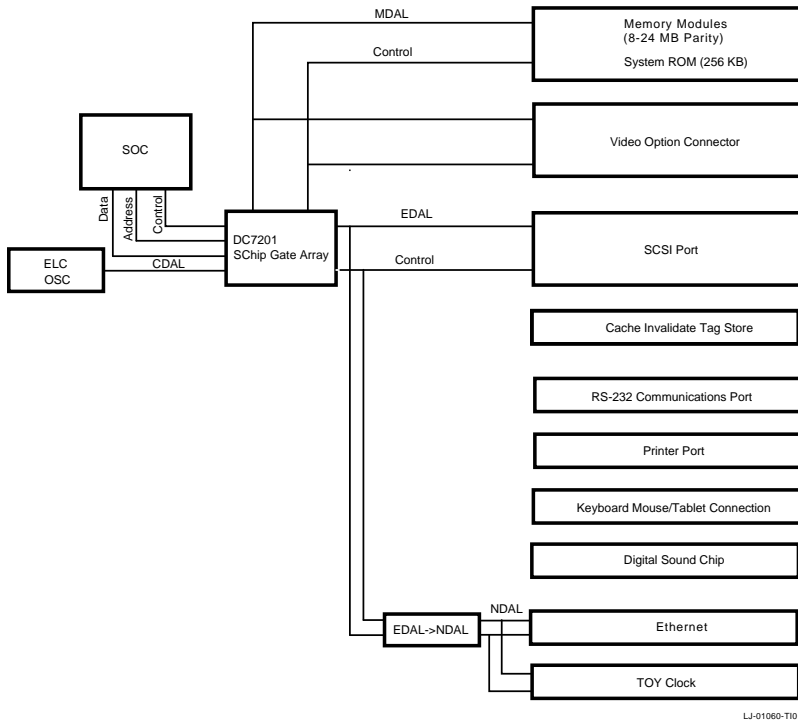 MDAL
Memory Modules
(8-24 MB Parity)
System ROM (256 KB)
Control
Video Option Connector
SOC
Data
Address
Control
EDAL
DC7201
SChip Gate Array
SCSI Port
Control
ELC
OSC
CDAL
Cache Invalidate Tag Store
RS-232 Communications Port
Printer Port
Keyboard Mouse/Tablet Connection
Digital Sound Chip
NDAL
EDAL->NDAL
Ethernet
TOY Clock
LJ-01060-TI0